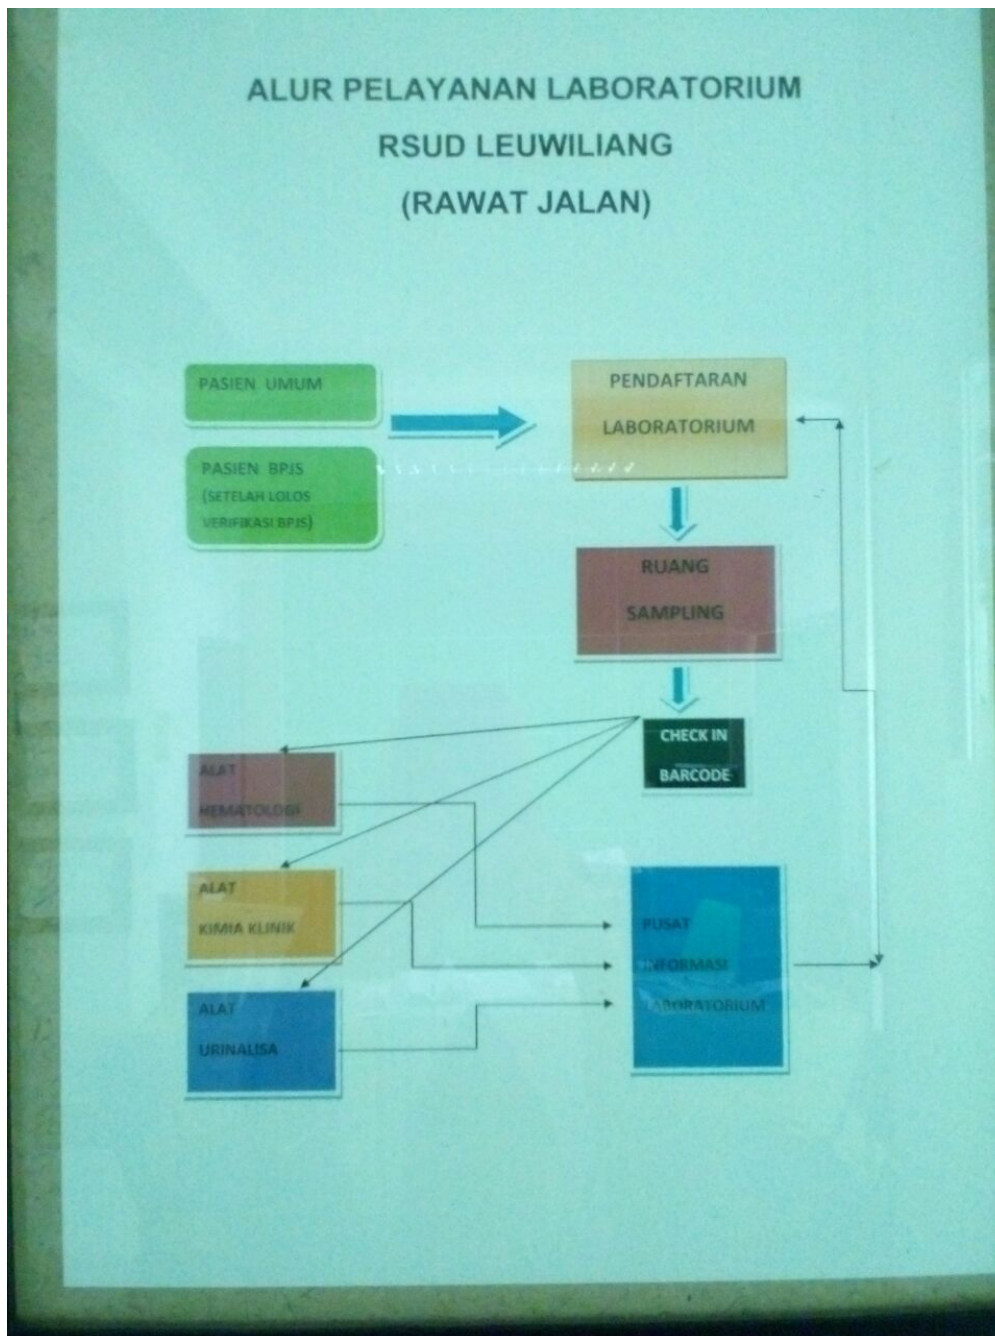 ALUR PELAYANAN LABORATORIUM
RSUD LEUWILIANG
(RAWAT JALAN)
PASIEN UMUM
PASIEN BPJS
(SETELAH LOLOS
VERIFIKASI BPJS)
PENDAFTARAN
LABORATORIUM
RUANG
SAMPLING
CHECK IN
BARCODE
ALAT
HEMATOLOGI
ALAT
KIMIA KLINIK
ALAT
URINALISA
PUSAT
INFORMASI
LABORATORIUM